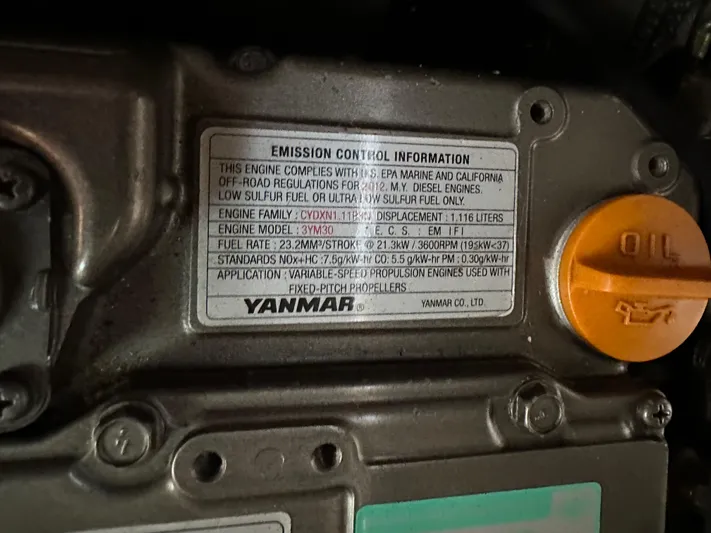 EMISSION CONTROL INFORMATION
THIS ENGINE COMPLIES WITH U.S. EPA MARINE AND CALIFORNIA
OFF-ROAD REGULATIONS FOR 2012 M.Y. DIESEL ENGINES.
LOW SULFUR FUEL OR ULTRA LOW SULFUR FUEL ONLY.
ENGINE FAMILY : DISPLACEMENT : 1.116 LITERS
ENGINE MODEL : 3YM30 E. C. S. : EM IFI
FUEL RATE : 23.2MM³/STROKE @ 21.3kW / 3600RPM (19≤kW<37)
STANDARDS NOx+HC : 7.5g/kW-hr CO: 5.5 g/kW-hr PM : 0.30g/kW-hr
APPLICATION : VARIABLE-SPEED PROPULSION ENGINES USED WITH
FIXED-PITCH PROPELLERS
YANMAR® YANMAR CO., LTD.
OIL